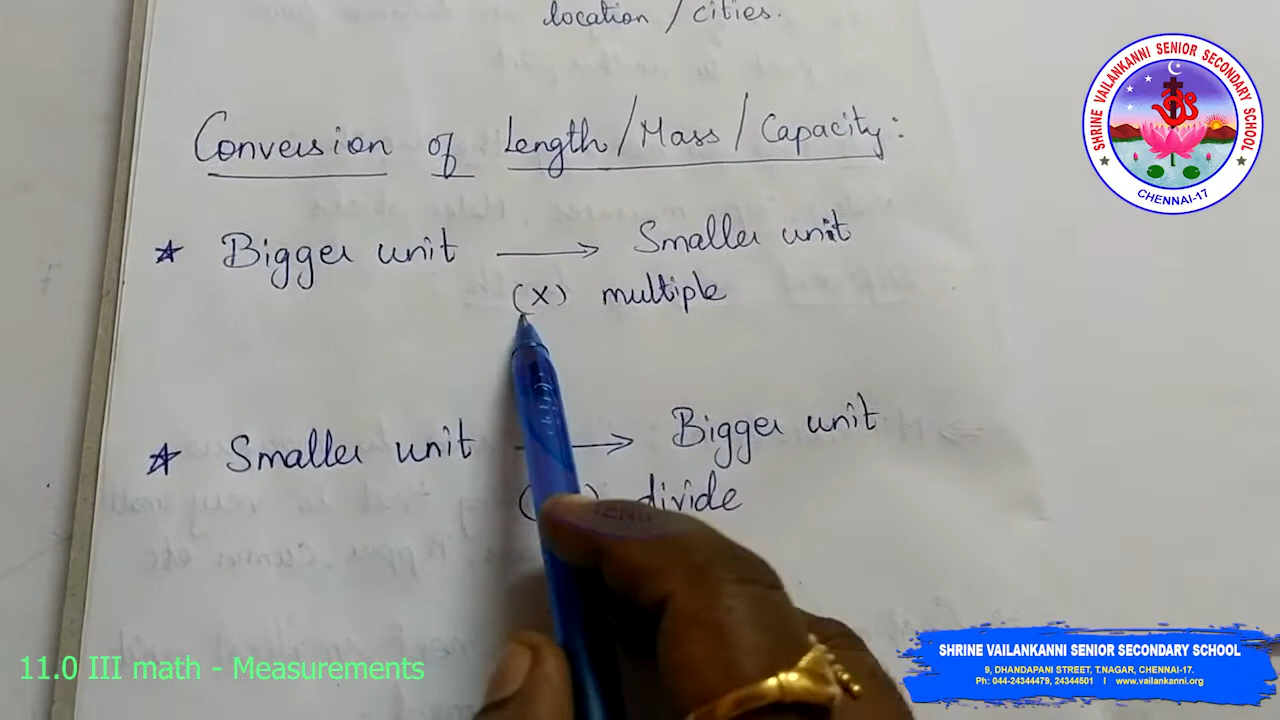 location / cities.
Conversion of Length/Mass/Capacity:
* Bigger unit → Smaller unit
(x) multiple
* Smaller unit → Bigger unit
divide
SHRINE VAILANKANNI SENIOR SECONDARY SCHOOL
CHENNAI-17
11.0 III math - Measurements
SHRINE VAILANKANNI SENIOR SECONDARY SCHOOL
9, DHANDAPANI STREET, T.NAGAR, CHENNAI-17.
Ph: 044-24344479, 24344501 I www.vailankanni.org